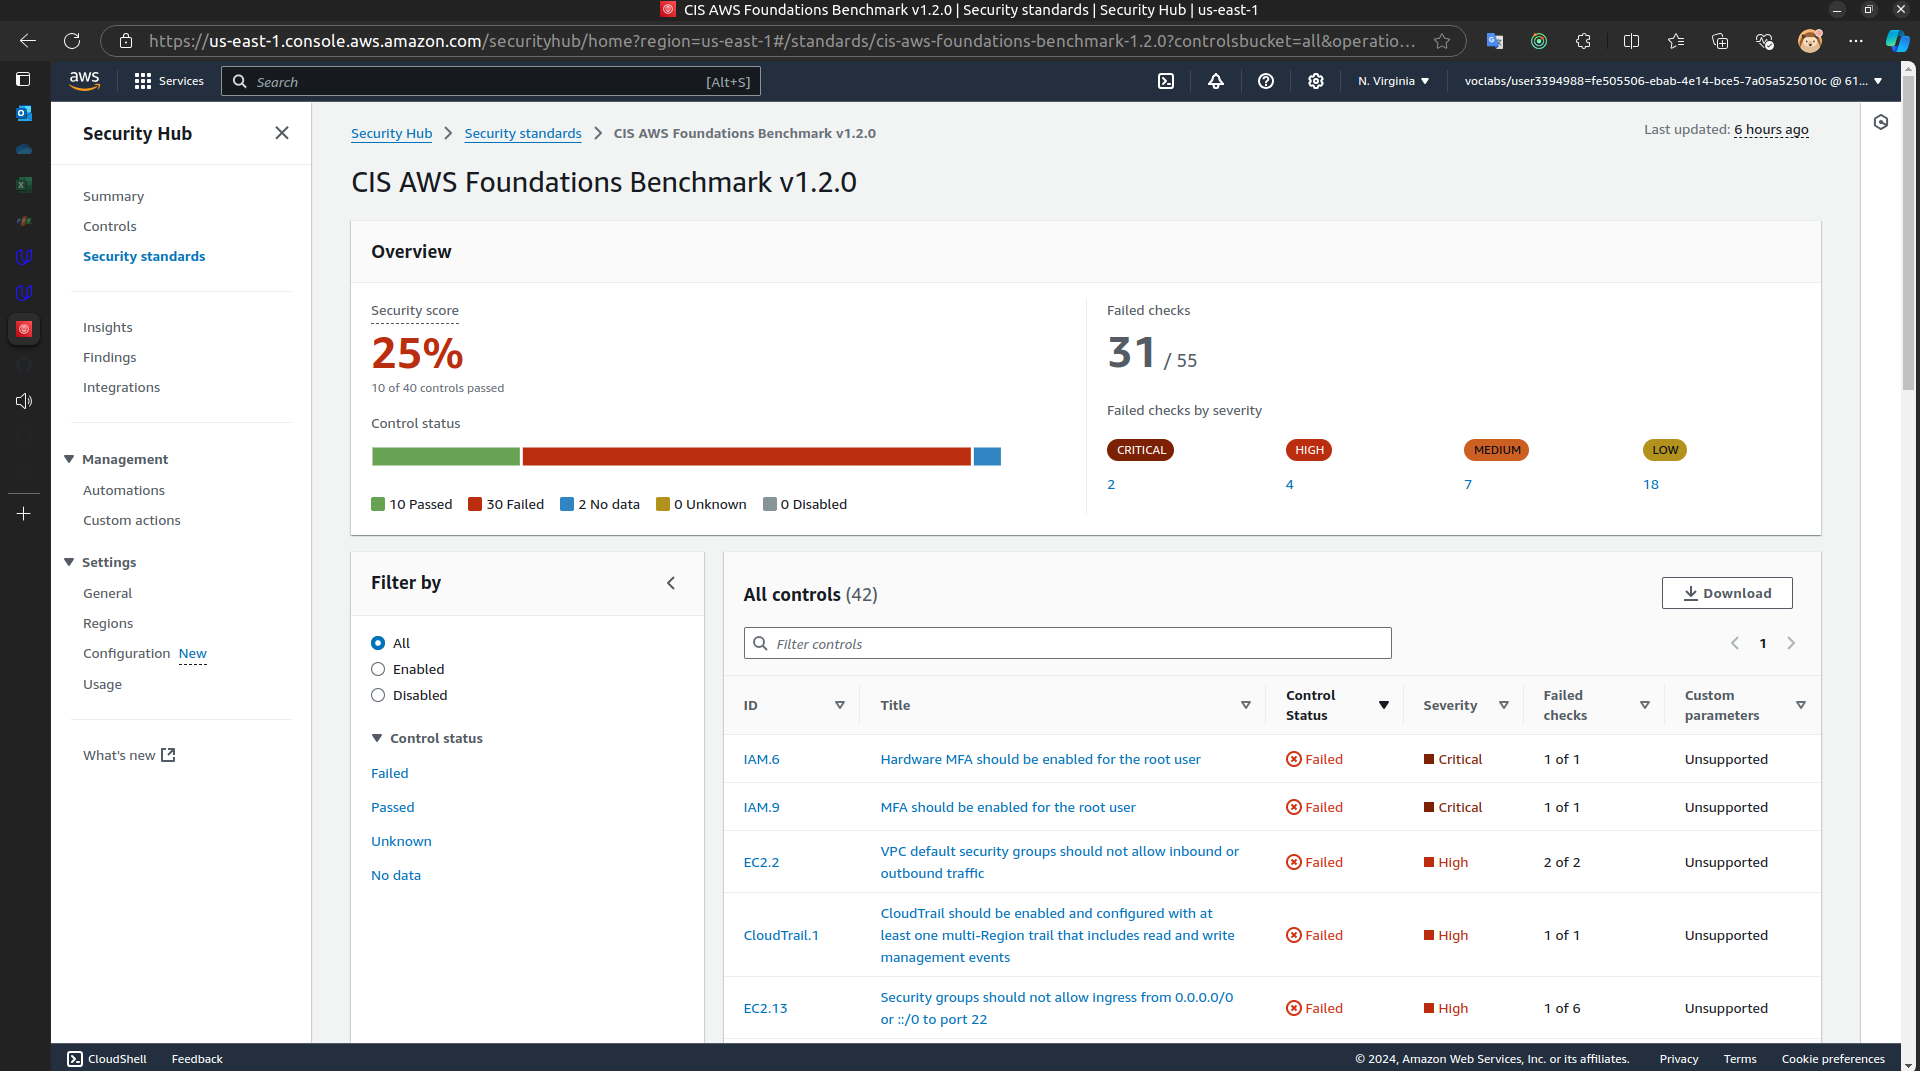 CIS AWS Foundations Benchmark v1.2.0 | Security standards | Security Hub | us-east-1
https://us-east-1.console.aws.amazon.com/securityhub/home?region=us-east-1#/standards/cis-aws-foundations-benchmark-1.2.0?controlsbucket=all&operatio...
aws Services Search [Alt+S] N. Virginia voclabs/user3394988=fe505506-ebab-4e14-bce5-7a05a525010c @ 61...
Security Hub
Summary
Controls
Security standards
Insights
Findings
Integrations
Management
Automations
Custom actions
Settings
General
Regions
Configuration New
Usage
What's new
Security Hub Security standards CIS AWS Foundations Benchmark v1.2.0
Last updated: 6 hours ago
CIS AWS Foundations Benchmark v1.2.0
Overview
Security score
25%
10 of 40 controls passed
Control status
10 Passed 30 Failed 2 No data 0 Unknown 0 Disabled
Failed checks
31 / 55
Failed checks by severity
CRITICAL HIGH MEDIUM LOW
2 4 7 18
Filter by
All
Enabled
Disabled
Control status
Failed
Passed
Unknown
No data
All controls (42)
Download
Filter controls
1
ID Title Control Status Severity Failed checks Custom parameters
IAM.6 Hardware MFA should be enabled for the root user Failed Critical 1 of 1 Unsupported
IAM.9 MFA should be enabled for the root user Failed Critical 1 of 1 Unsupported
EC2.2 VPC default security groups should not allow inbound or outbound traffic Failed High 2 of 2 Unsupported
CloudTrail.1 CloudTrail should be enabled and configured with at least one multi-Region trail that includes read and write management events Failed High 1 of 1 Unsupported
EC2.13 Security groups should not allow ingress from 0.0.0.0/0 or ::/0 to port 22 Failed High 1 of 6 Unsupported
CloudShell Feedback © 2024, Amazon Web Services, Inc. or its affiliates. Privacy Terms Cookie preferences